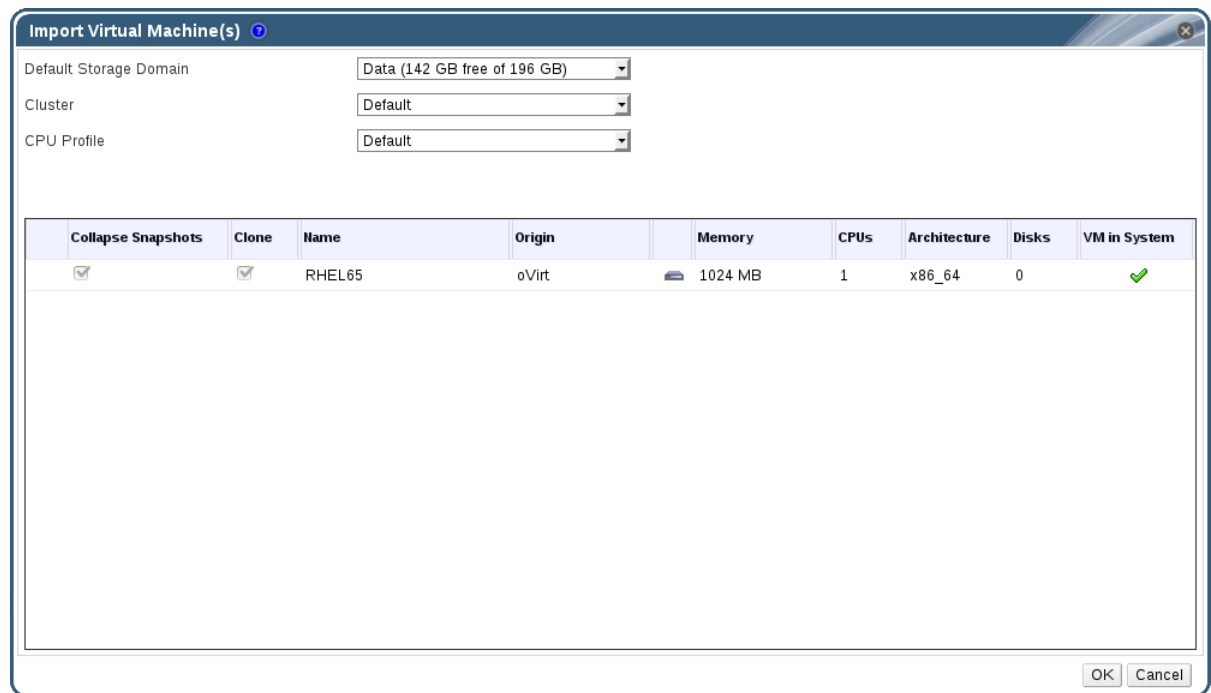 Import Virtual Machine(s) ?
Default Storage Domain Data (142 GB free of 196 GB)
Cluster Default
CPU Profile Default
Collapse Snapshots Clone Name Origin Memory CPUs Architecture Disks VM in System
RHEL65 oVirt 1024 MB 1 x86_64 0
OK Cancel